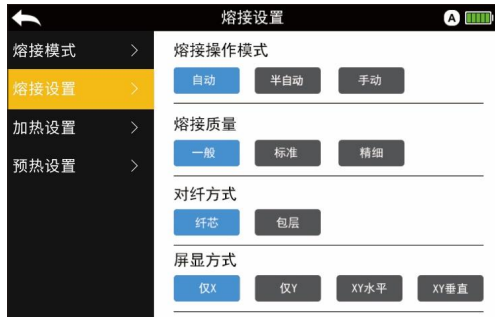 熔接设置
A
熔接模式
熔接设置
加热设置
预热设置
熔接操作模式
自动 半自动 手动
熔接质量
一般 标准 精细
对纤方式
纤芯 包层
屏显方式
仅X 仅Y XY水平 XY垂直